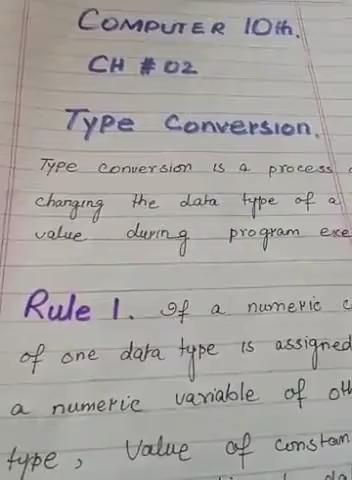 COMPUTER 10th.
CH # 02
Type Conversion.
Type conversion is a process
changing the data type of a
value during program exe
Rule 1. If a numeric c
of one data type is assigned
a numeric variable of oth
type, Value of constan